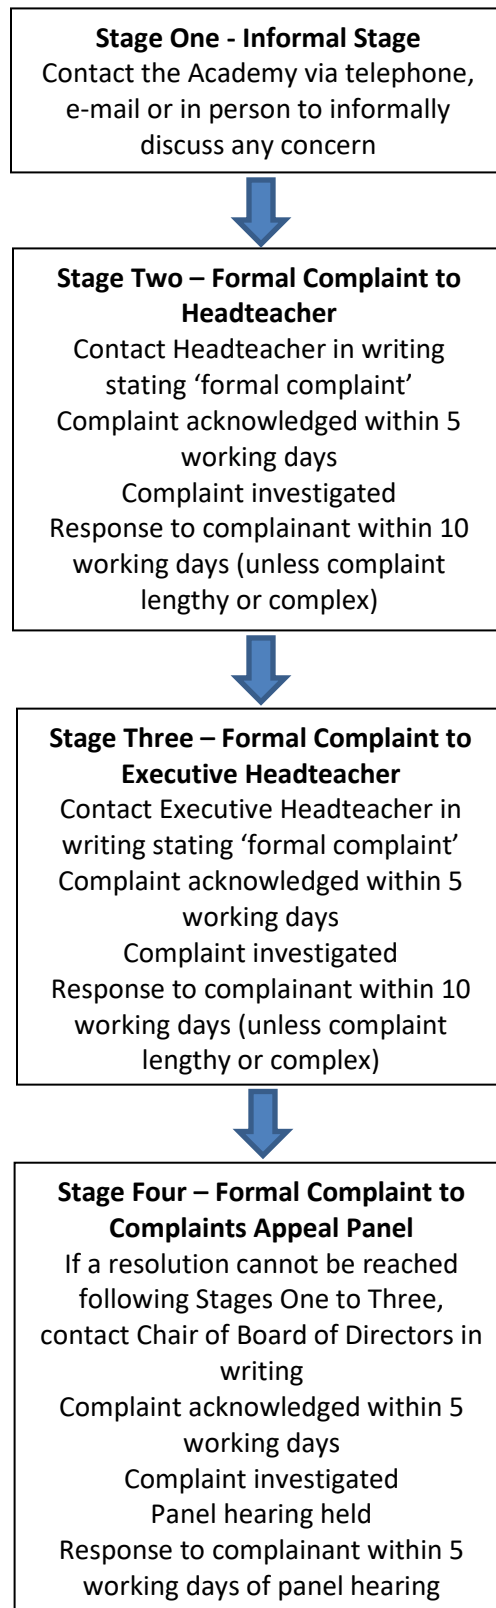 Stage One - Informal Stage
Contact the Academy via telephone,
e-mail or in person to informally
discuss any concern
Stage Two – Formal Complaint to
Headteacher
Contact Headteacher in writing
stating ‘formal complaint’
Complaint acknowledged within 5
working days
Complaint investigated
Response to complainant within 10
working days (unless complaint
lengthy or complex)
Stage Three – Formal Complaint to
Executive Headteacher
Contact Executive Headteacher in
writing stating ‘formal complaint’
Complaint acknowledged within 5
working days
Complaint investigated
Response to complainant within 10
working days (unless complaint
lengthy or complex)
Stage Four – Formal Complaint to
Complaints Appeal Panel
If a resolution cannot be reached
following Stages One to Three,
contact Chair of Board of Directors in
writing
Complaint acknowledged within 5
working days
Complaint investigated
Panel hearing held
Response to complainant within 5
working days of panel hearing